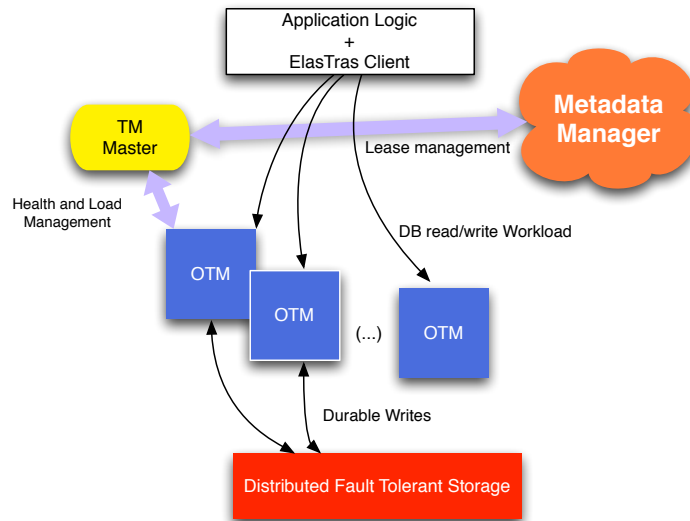 Application Logic
+
ElasTras Client
TM
Master
Metadata
Manager
Lease management
Health and Load
Management
DB read/write Workload
OTM
OTM
(...)
OTM
Durable Writes
Distributed Fault Tolerant Storage